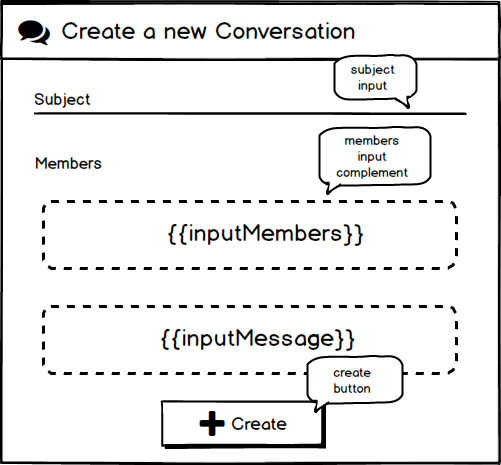 Create a new Conversation
subject
input
Subject
members
input
complement
Members
{{inputMembers}}
{{inputMessage}}
create
button
Create